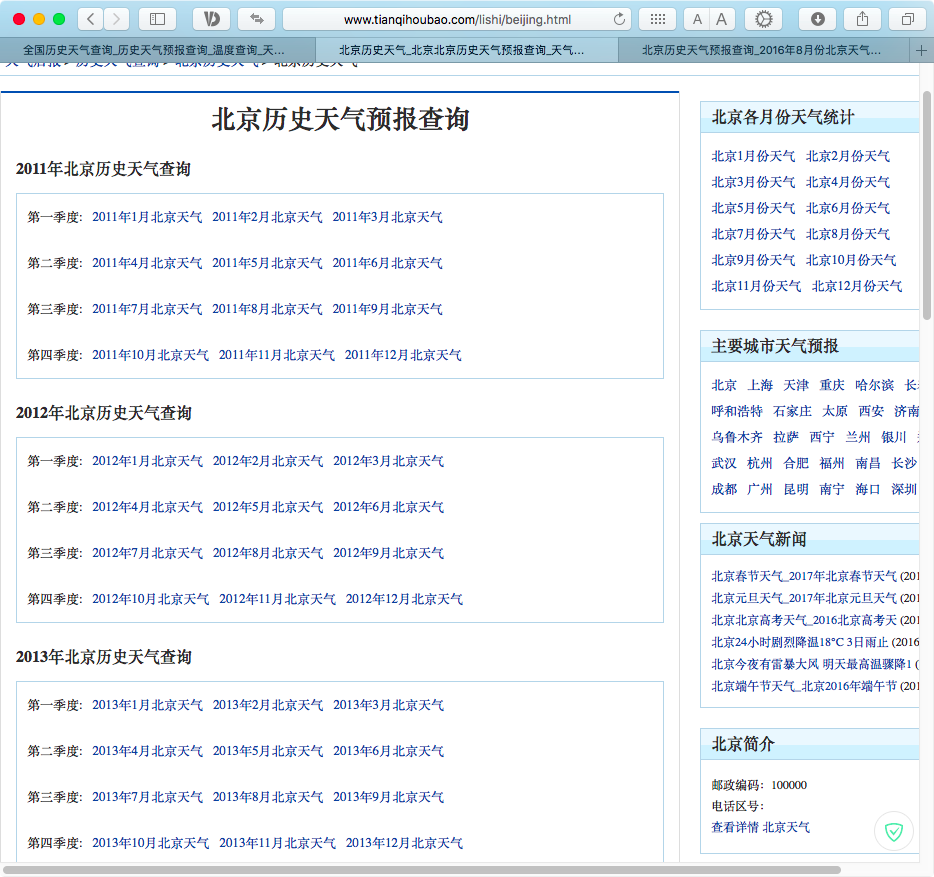 www.tianqihoubao.com/lishi/beijing.html
A A
全国历史天气查询_历史天气预报查询_温度查询_天...
北京历史天气_北京北京历史天气预报查询_天气...
北京历史天气预报查询_2016年8月份北京天气...
北京历史天气预报查询
2011年北京历史天气查询
第一季度: 2011年1月北京天气 2011年2月北京天气 2011年3月北京天气
第二季度: 2011年4月北京天气 2011年5月北京天气 2011年6月北京天气
第三季度: 2011年7月北京天气 2011年8月北京天气 2011年9月北京天气
第四季度: 2011年10月北京天气 2011年11月北京天气 2011年12月北京天气
2012年北京历史天气查询
第一季度: 2012年1月北京天气 2012年2月北京天气 2012年3月北京天气
第二季度: 2012年4月北京天气 2012年5月北京天气 2012年6月北京天气
第三季度: 2012年7月北京天气 2012年8月北京天气 2012年9月北京天气
第四季度: 2012年10月北京天气 2012年11月北京天气 2012年12月北京天气
2013年北京历史天气查询
第一季度: 2013年1月北京天气 2013年2月北京天气 2013年3月北京天气
第二季度: 2013年4月北京天气 2013年5月北京天气 2013年6月北京天气
第三季度: 2013年7月北京天气 2013年8月北京天气 2013年9月北京天气
第四季度: 2013年10月北京天气 2013年11月北京天气 2013年12月北京天气
北京各月份天气统计
北京1月份天气 北京2月份天气
北京3月份天气 北京4月份天气
北京5月份天气 北京6月份天气
北京7月份天气 北京8月份天气
北京9月份天气 北京10月份天气
北京11月份天气 北京12月份天气
主要城市天气预报
北京 上海 天津 重庆 哈尔滨 长
呼和浩特 石家庄 太原 西安 济南
乌鲁木齐 拉萨 西宁 兰州 银川
武汉 杭州 合肥 福州 南昌 长沙
成都 广州 昆明 南宁 海口 深圳
北京天气新闻
北京春节天气_2017年北京春节天气 (201
北京元旦天气_2017年北京元旦天气 (201
北京北京高考天气_2016北京高考天 (201
北京24小时剧烈降温18°C 3日雨止 (2016
北京今夜有雷暴大风 明天最高温骤降1 (
北京端午节天气_北京2016年端午节 (201
北京简介
邮政编码: 100000
电话区号:
查看详情 北京天气